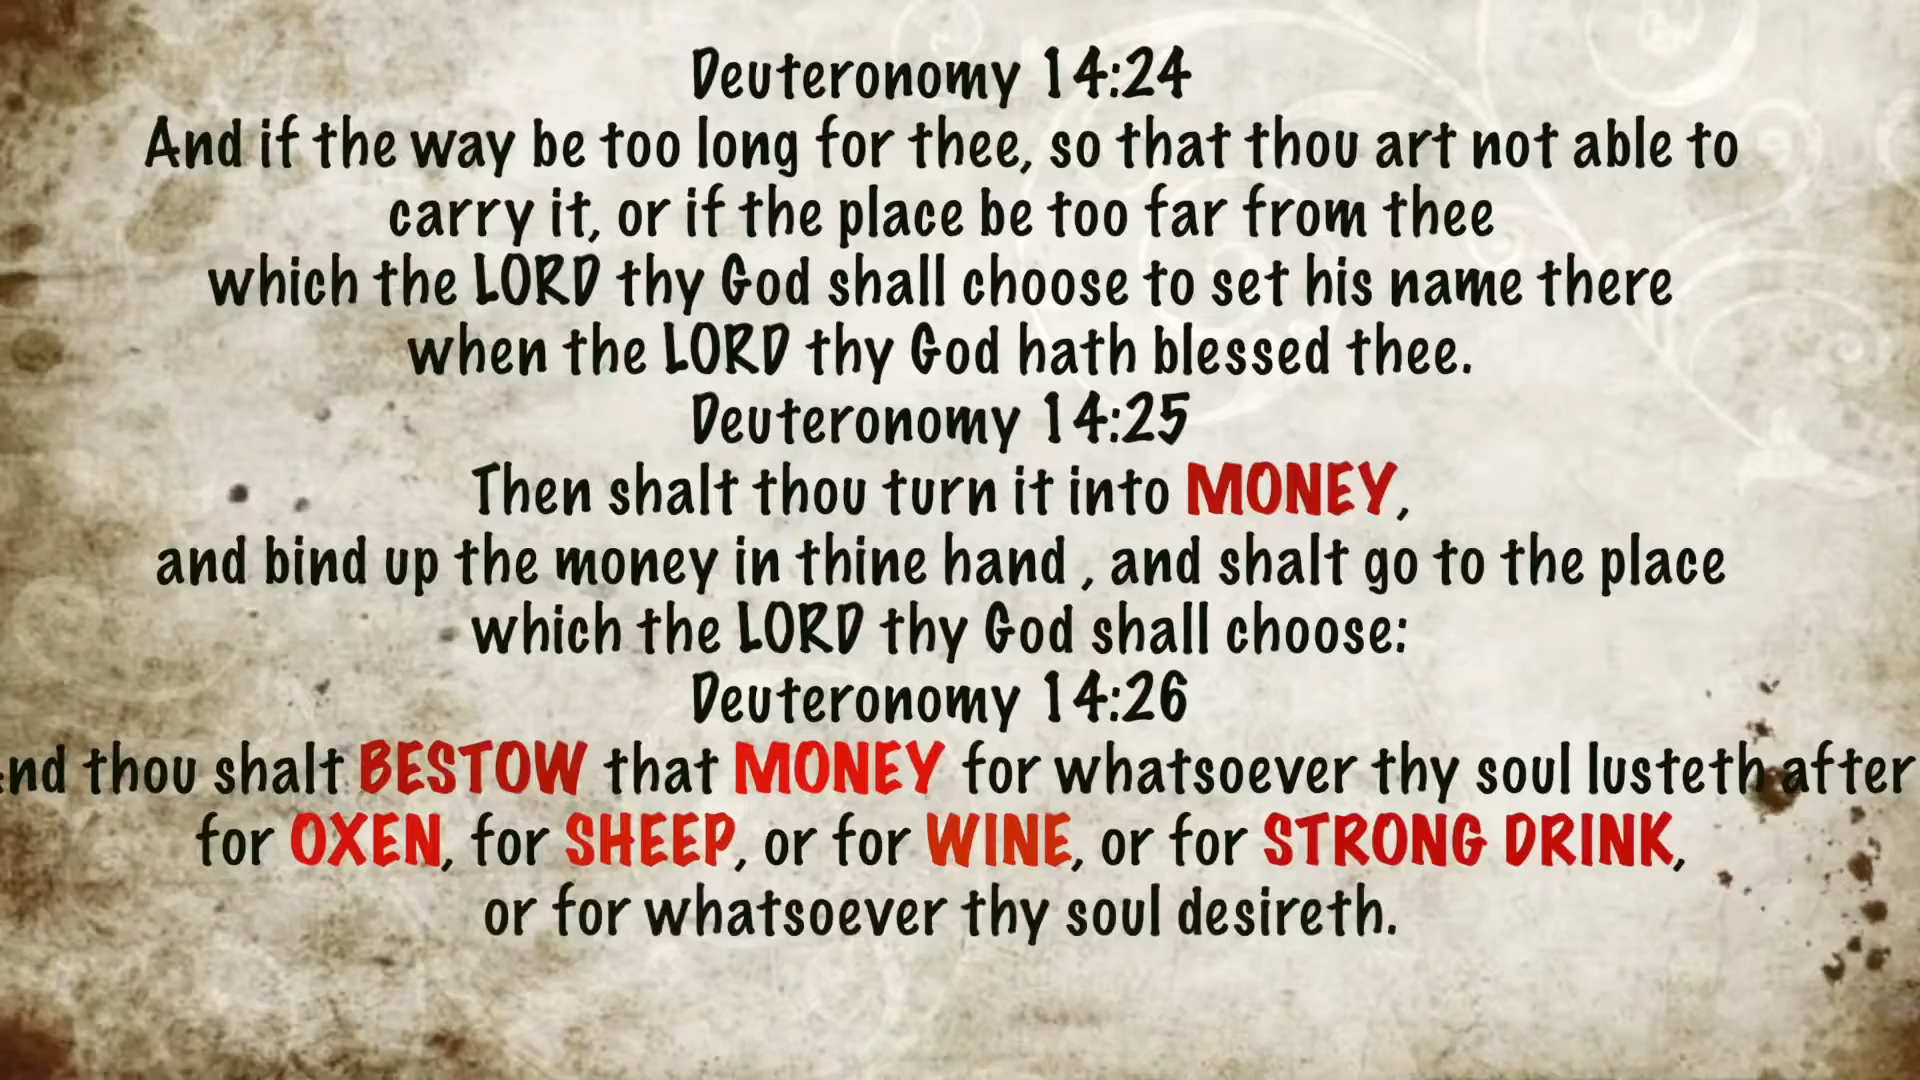 Deuteronomy 14:24
And if the way be too long for thee, so that thou art not able to
carry it, or if the place be too far from thee
which the LORD thy God shall choose to set his name there
when the LORD thy God hath blessed thee.
Deuteronomy 14:25
Then shalt thou turn it into MONEY,
and bind up the money in thine hand , and shalt go to the place
which the LORD thy God shall choose:
Deuteronomy 14:26
nd thou shalt BESTOW that MONEY for whatsoever thy soul lusteth after
for OXEN, for SHEEP, or for WINE, or for STRONG DRINK,
or for whatsoever thy soul desireth.